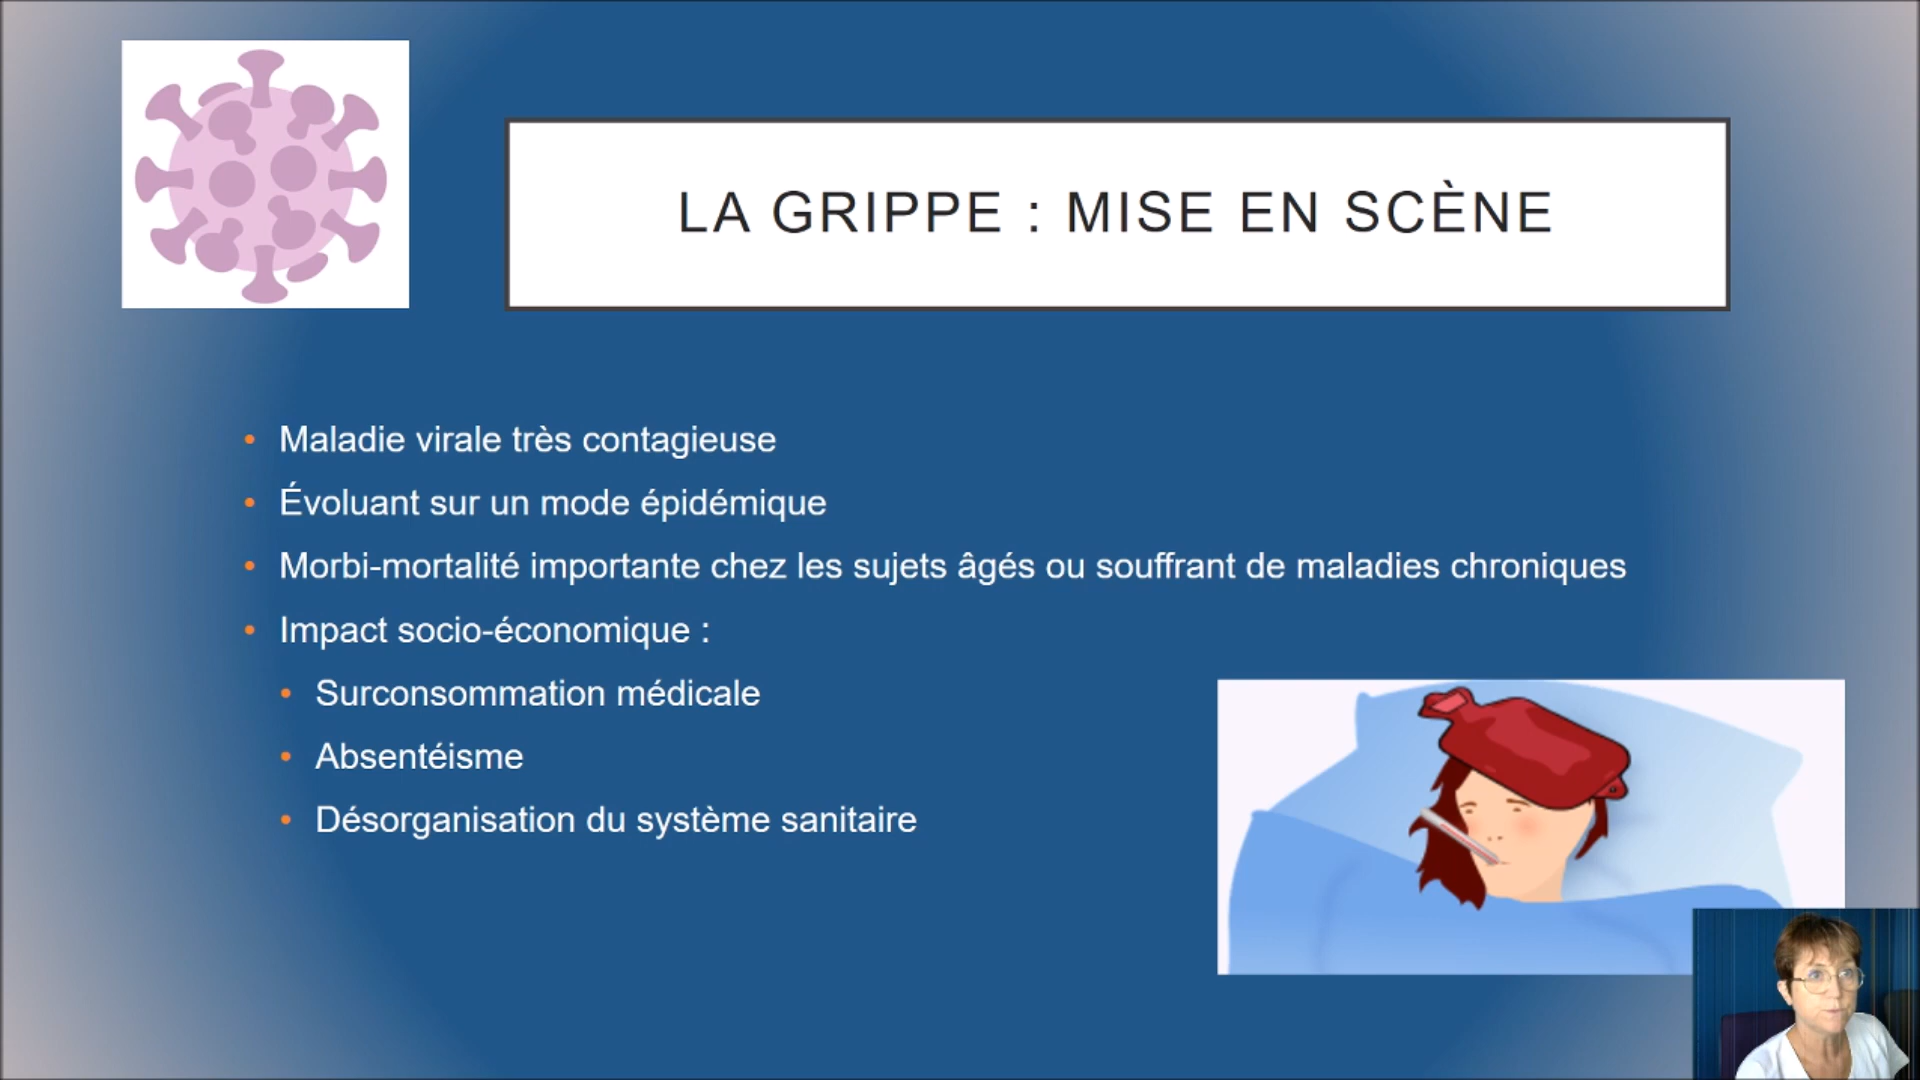 LA GRIPPE : MISE EN SCÈNE
• Maladie virale très contagieuse
• Évoluant sur un mode épidémique
• Morbi-mortalité importante chez les sujets âgés ou souffrant de maladies chroniques
• Impact socio-économique :
• Surconsommation médicale
• Absentéisme
• Désorganisation du système sanitaire